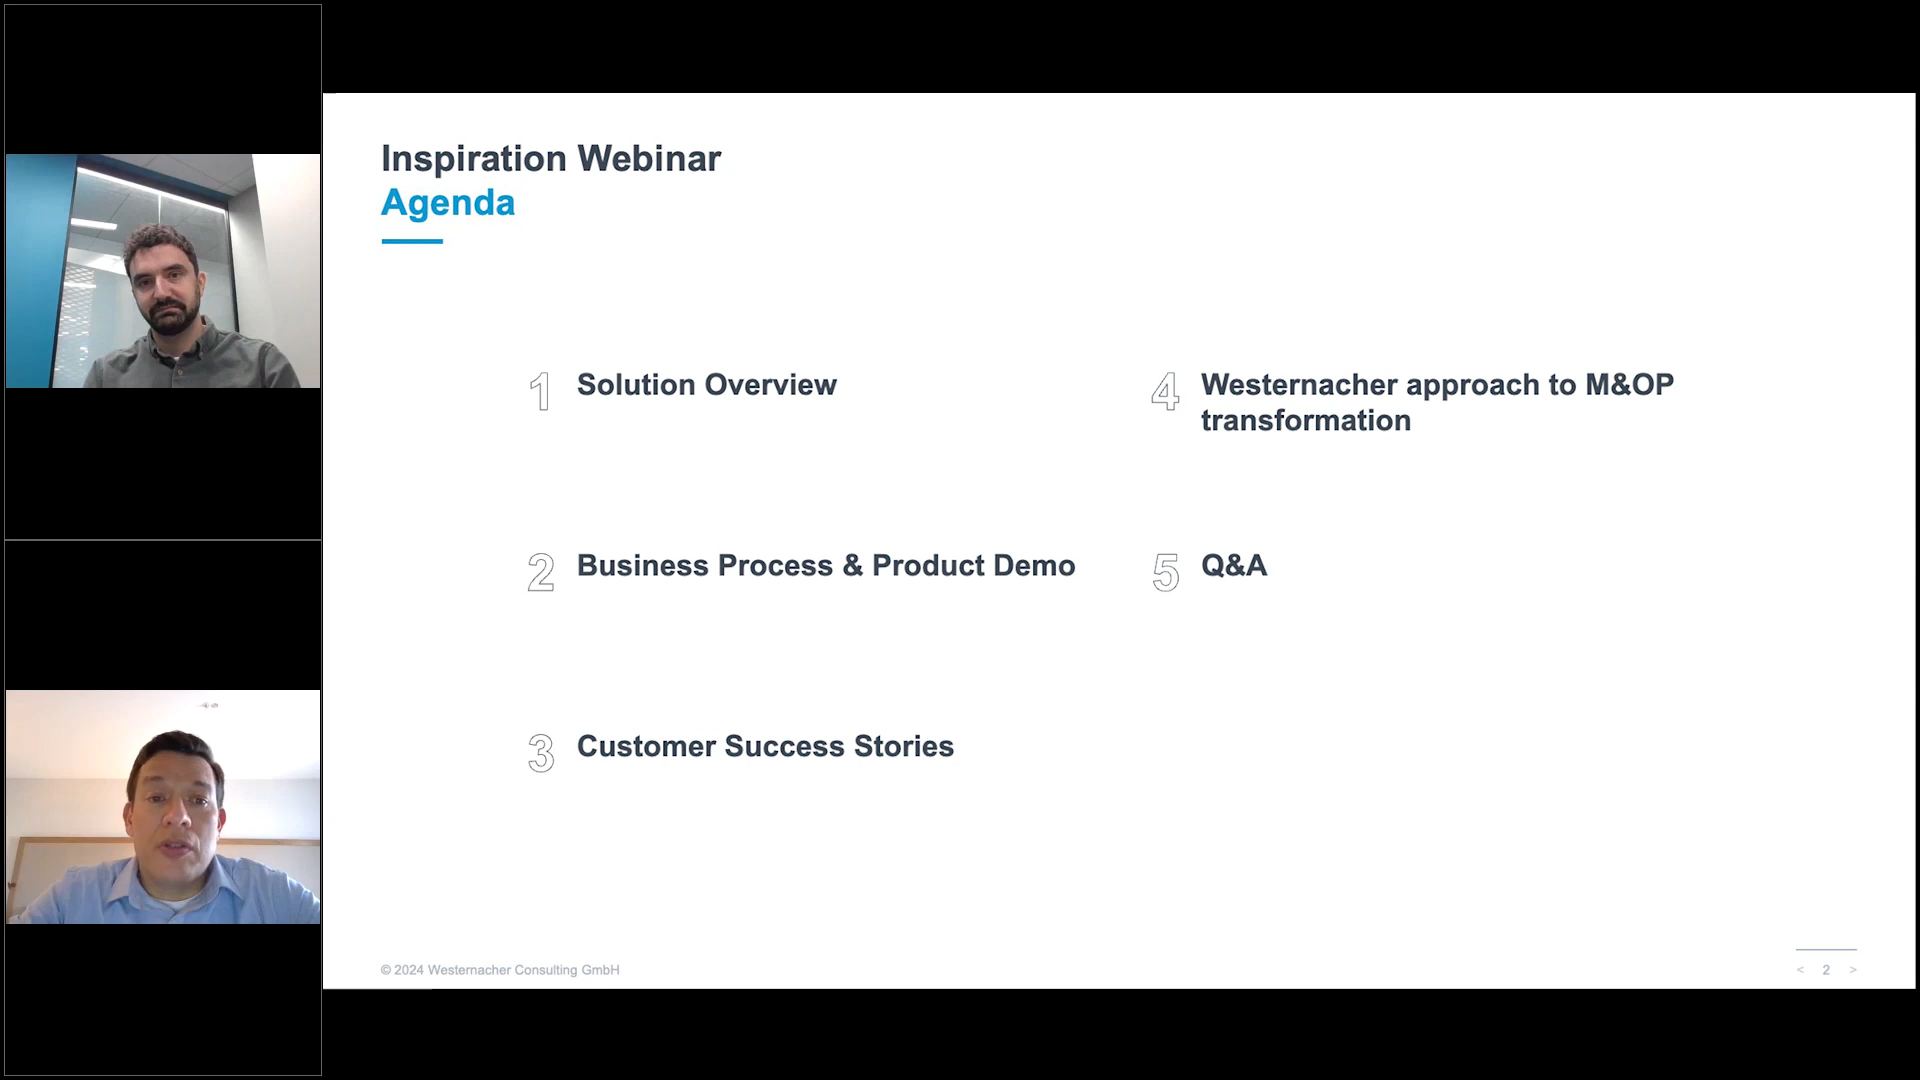 Inspiration Webinar
Agenda
1 Solution Overview
2 Business Process & Product Demo
3 Customer Success Stories
4 Westernacher approach to M&OP
transformation
5 Q&A
© 2024 Westernacher Consulting GmbH
< 2 >